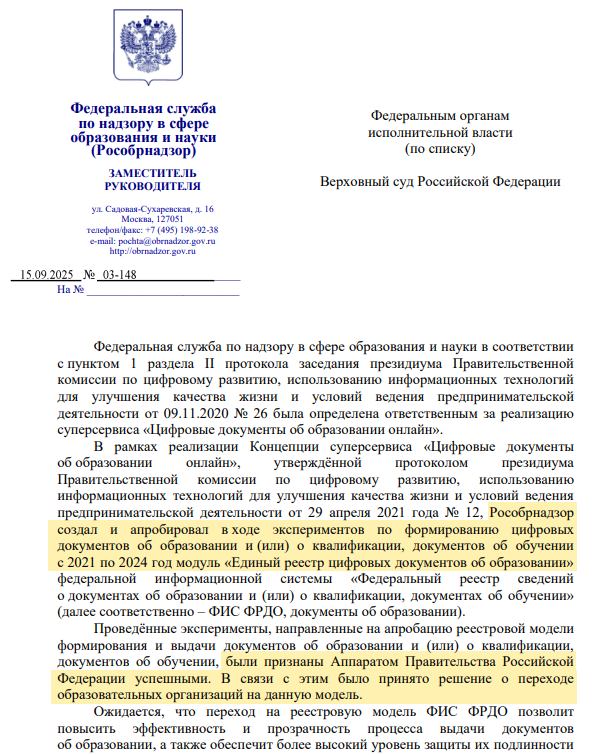 Федеральная служба
по надзору в сфере
образования и науки
(Рособрнадзор)
ЗАМЕСТИТЕЛЬ
РУКОВОДИТЕЛЯ
ул. Садовая-Сухаревская, д. 16
Москва, 127051
телефон/факс: +7 (495) 198-92-38
e-mail: pochta@obrnadzor.gov.ru
http://obrnadzor.gov.ru
15.09.2025 № 03-148
На №
Федеральным органам
исполнительной власти
(по списку)
Верховный суд Российской Федерации
Федеральная служба по надзору в сфере образования и науки в соответствии
с пунктом 1 раздела II протокола заседания президиума Правительственной
комиссии по цифровому развитию, использованию информационных технологий
для улучшения качества жизни и условий ведения предпринимательской
деятельности от 09.11.2020 № 26 была определена ответственным за реализацию
суперсервиса «Цифровые документы об образовании онлайн».
В рамках реализации Концепции суперсервиса «Цифровые документы
об образовании онлайн», утверждённой протоколом президиума
Правительственной комиссии по цифровому развитию, использованию
информационных технологий для улучшения качества жизни и условий ведения
предпринимательской деятельности от 29 апреля 2021 года № 12, Рособрнадзор
создал и апробировал в ходе экспериментов по формированию цифровых
документов об образовании и (или) о квалификации, документов об обучении
с 2021 по 2024 год модуль «Единый реестр цифровых документов об образовании»
федеральной информационной системы «Федеральный реестр сведений
о документах об образовании и (или) о квалификации, документах об обучении»
(далее соответственно – ФИС ФРДО, документы об образовании).
Проведённые эксперименты, направленные на апробацию реестровой модели
формирования и выдачи документов об образовании и (или) о квалификации,
документов об обучении, были признаны Аппаратом Правительства Российской
Федерации успешными. В связи с этим было принято решение о переходе
образовательных организаций на данную модель.
Ожидается, что переход на реестровую модель ФИС ФРДО позволит
повысить эффективность и прозрачность процесса выдачи документов
об образовании, а также обеспечит более высокий уровень защиты их подлинности